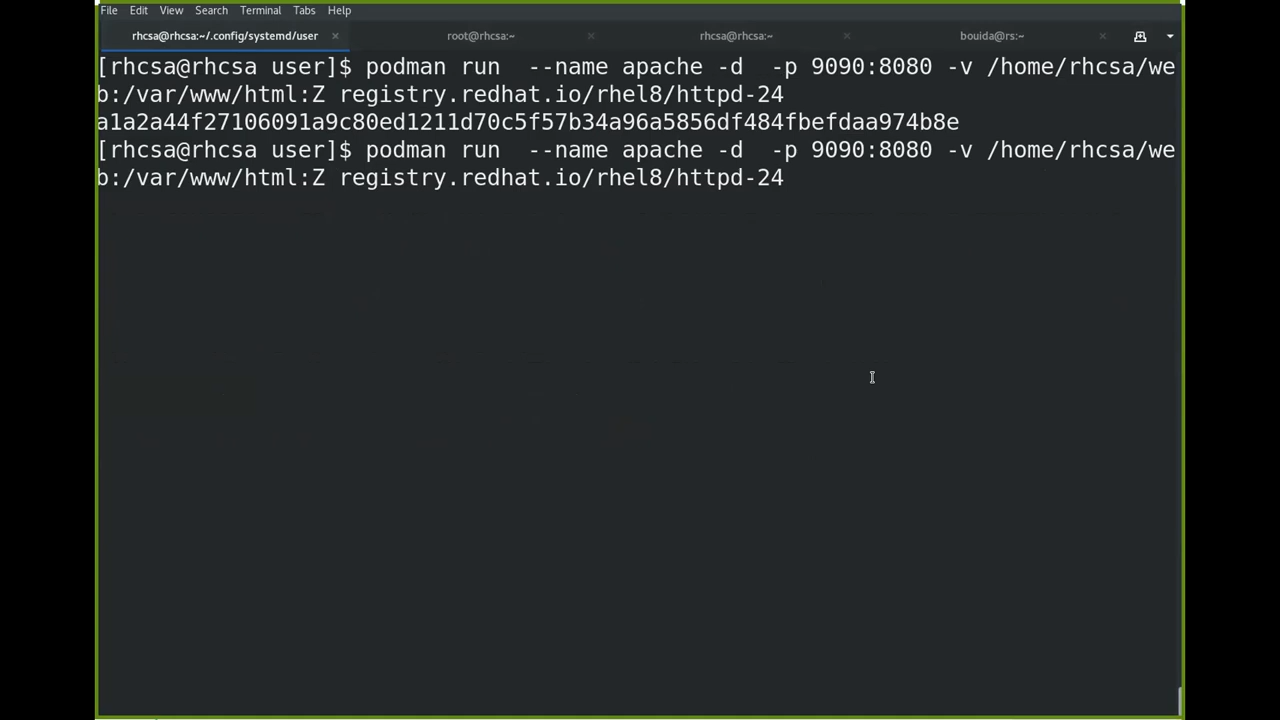 File Edit View Search Terminal Tabs Help
rhcsa@rhcsa:~/.config/systemd/user × root@rhcsa:~ × rhcsa@rhcsa:~ × bouida@rs:~ ×
[rhcsa@rhcsa user]$ podman run  --name apache -d  -p 9090:8080 -v /home/rhcsa/we
b:/var/www/html:Z registry.redhat.io/rhel8/httpd-24
a1a2a44f27106091a9c80ed1211d70c5f57b34a96a5856df484fbefdaa974b8e
[rhcsa@rhcsa user]$ podman run  --name apache -d  -p 9090:8080 -v /home/rhcsa/we
b:/var/www/html:Z registry.redhat.io/rhel8/httpd-24